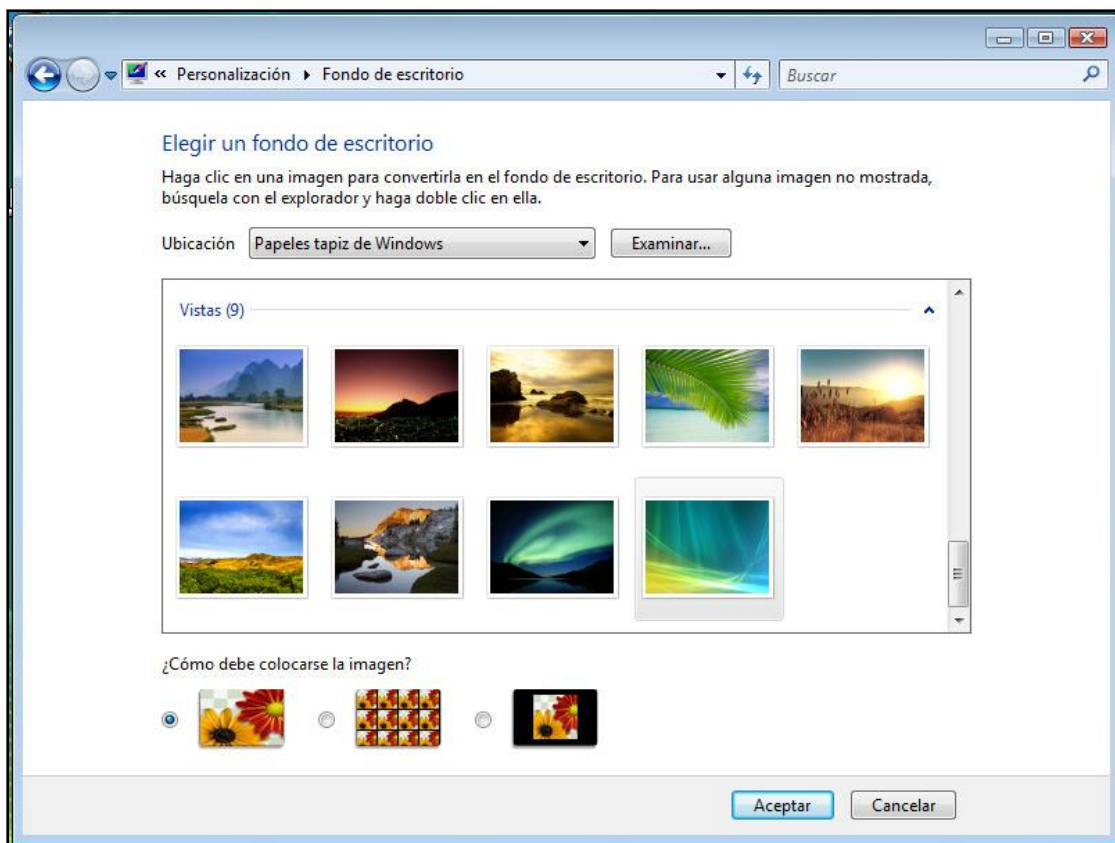 « Personalización ▸ Fondo de escritorio
Buscar
Elegir un fondo de escritorio
Haga clic en una imagen para convertirla en el fondo de escritorio. Para usar alguna imagen no mostrada,
búsquela con el explorador y haga doble clic en ella.
Ubicación Papeles tapiz de Windows Examinar...
Vistas (9)
¿Cómo debe colocarse la imagen?
Aceptar Cancelar